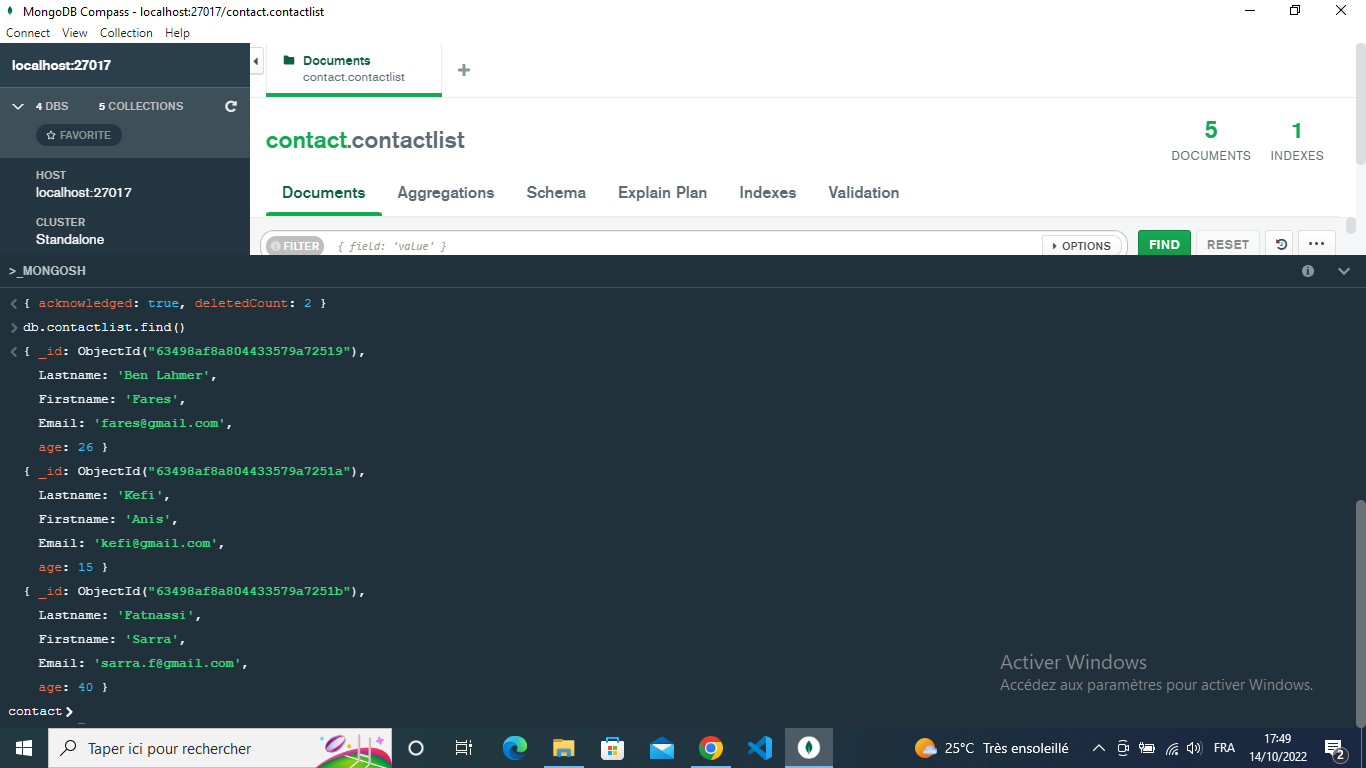 MongoDB Compass - localhost:27017/contact.contactlist
Connect View Collection Help
localhost:27017
4 DBS 5 COLLECTIONS
FAVORITE
HOST
localhost:27017
CLUSTER
Standalone
Documents
contact.contactlist
contact.contactlist
5
DOCUMENTS
1
INDEXES
Documents Aggregations Schema Explain Plan Indexes Validation
FILTER { field: 'value' } OPTIONS FIND RESET
>_MONGOSH
{ acknowledged: true, deletedCount: 2 }
db.contactlist.find()
{ _id: ObjectId("63498af8a804433579a72519"),
Lastname: 'Ben Lahmer',
Firstname: 'Fares',
Email: 'fares@gmail.com',
age: 26 }
{ _id: ObjectId("63498af8a804433579a7251a"),
Lastname: 'Kefi',
Firstname: 'Anis',
Email: 'kefi@gmail.com',
age: 15 }
{ _id: ObjectId("63498af8a804433579a7251b"),
Lastname: 'Fatnassi',
Firstname: 'Sarra',
Email: 'sarra.f@gmail.com',
age: 40 }
contact>
Activer Windows
Accédez aux paramètres pour activer Windows.
Taper ici pour rechercher
25°C Très ensoleillé
FRA
17:49
14/10/2022
2